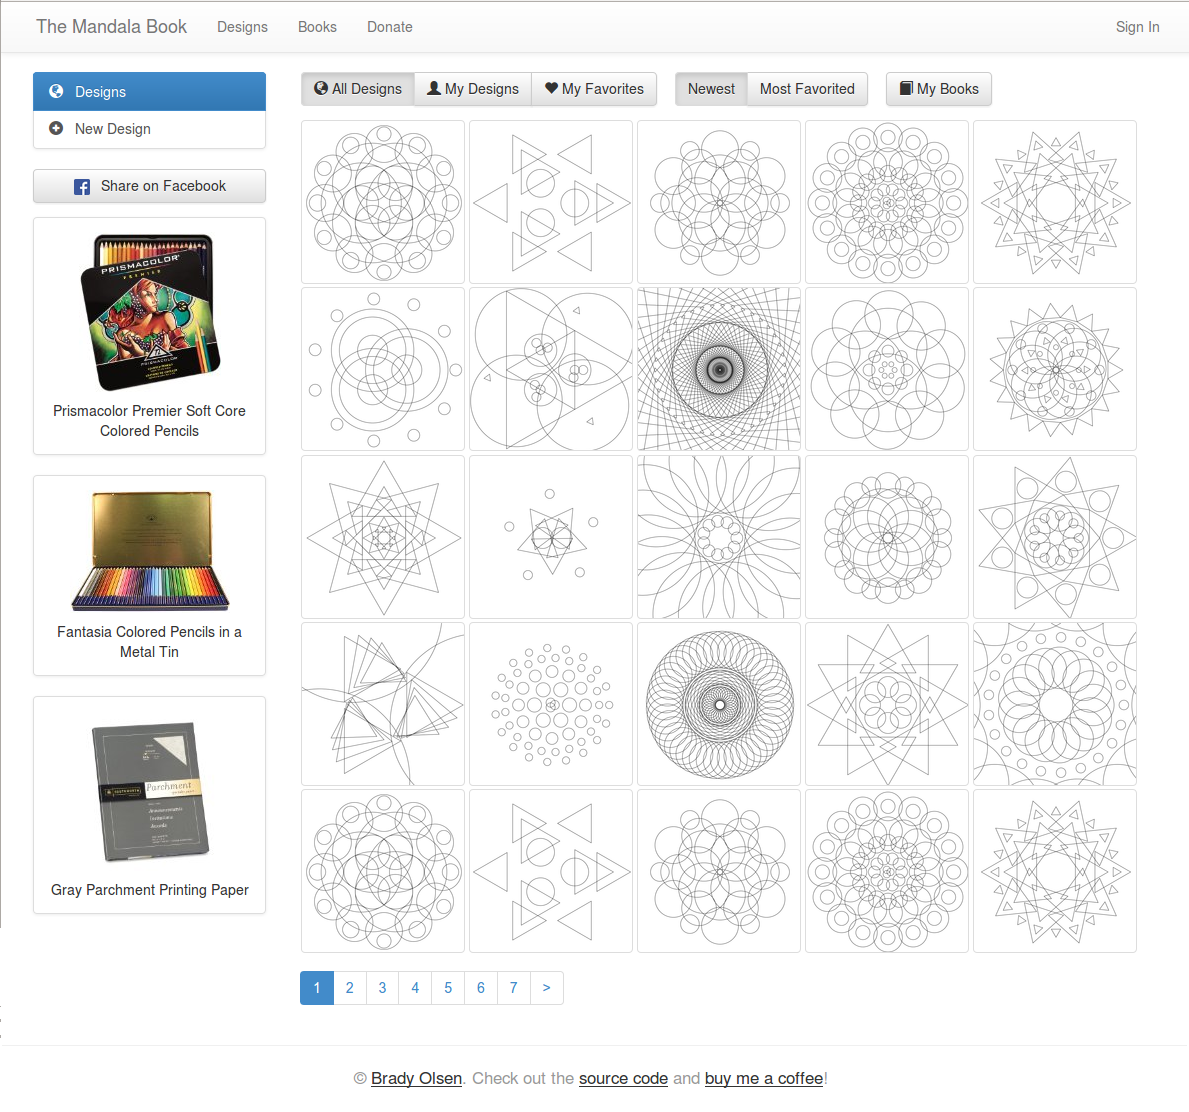 The Mandala Book Designs Books Donate Sign In
Designs
New Design
Share on Facebook
PRISMACOLOR
PREMIER
PRISMACOLOR
Prismacolor Premier Soft Core
Colored Pencils
Fantasia Colored Pencils in a
Metal Tin
Parchment
Gray Parchment Printing Paper
All Designs My Designs My Favorites Newest Most Favorited My Books
1 2 3 4 5 6 7 >
© Brady Olsen. Check out the source code and buy me a coffee!